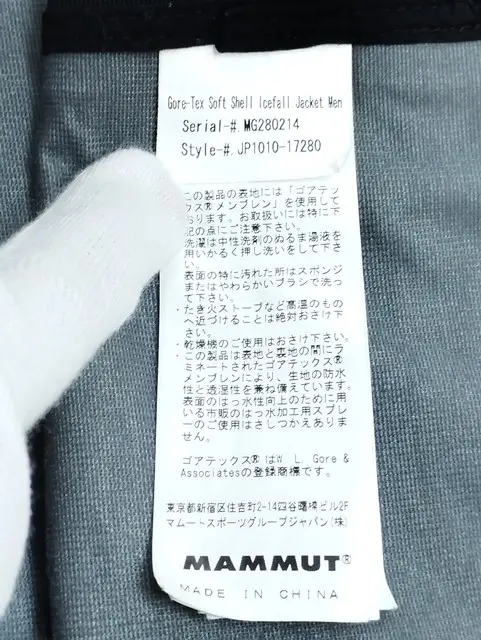 Gore-Tex Soft Shell Icefall Jacket Men
Serial-#. MG280214
Style-#. JP1010-17280
この製品の表地には「ゴアテッ
クス®メンブレン」を使用して
おります。お取扱いには特に下
記の点にご注意下さい。
洗濯は中性洗剤のぬるま湯液を
用いかるく押し洗いをして下さ
い。
表面の特に汚れた所はスポンジ
またはやわらかいブラシで洗っ
て下さい。
・たき火ストーブなど高温のもの
へ近づけることは絶対おさけ下
さい。
・乾燥機のご使用はおさけ下さい。
・この製品は表地と裏地の間にラ
ミネートされたゴアテックス®
メンブレンにより、生地の防水
性と透湿性を兼ね備えています。
表面のはっ水性向上のために用
いる市販のはっ水加工用スプレ
ーのご使用はさしつかえありま
せん。
ゴアテックス®はW. L. Gore &
Associatesの登録商標です。
東京都新宿区住吉町2-14四谷曙橋ビル2F
マムートスポーツグループジャパン(株)
MAMMUT®
MADE IN CHINA